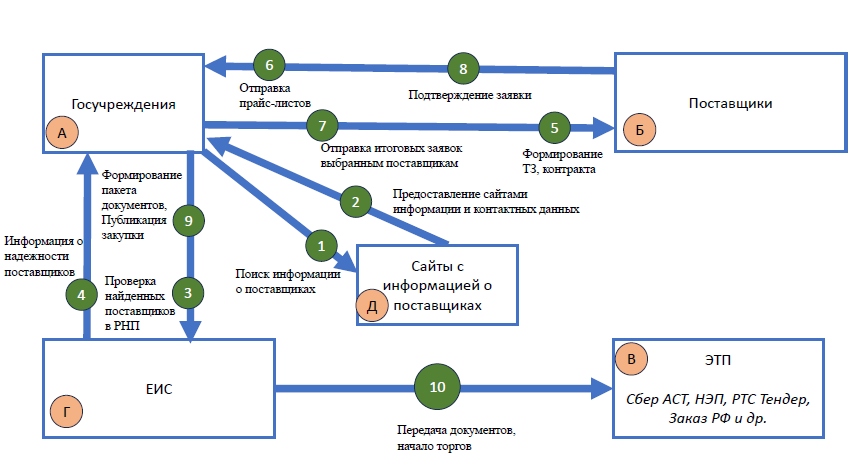 6
8
Отправка
прайс-листов
Подтверждение заявки
Госучреждения
А
Поставщики
Б
7
5
Отправка итоговых заявок
выбранным поставщикам
Формирование
ТЗ, контракта
Формирование
пакета
документов,
Публикация
закупки
9
2
Предоставление сайтами
информации и контактных данных
1
Поиск информации
о поставщиках
Информация о
надежности
поставщиков
4
Проверка
найденных
поставщиков
в РНП
3
Сайты с
информацией о
поставщиках
Д
ЕИС
Г
10
Передача документов,
начало торгов
В
ЭТП
Сбер АСТ, НЭП, РТС Тендер,
Заказ РФ и др.